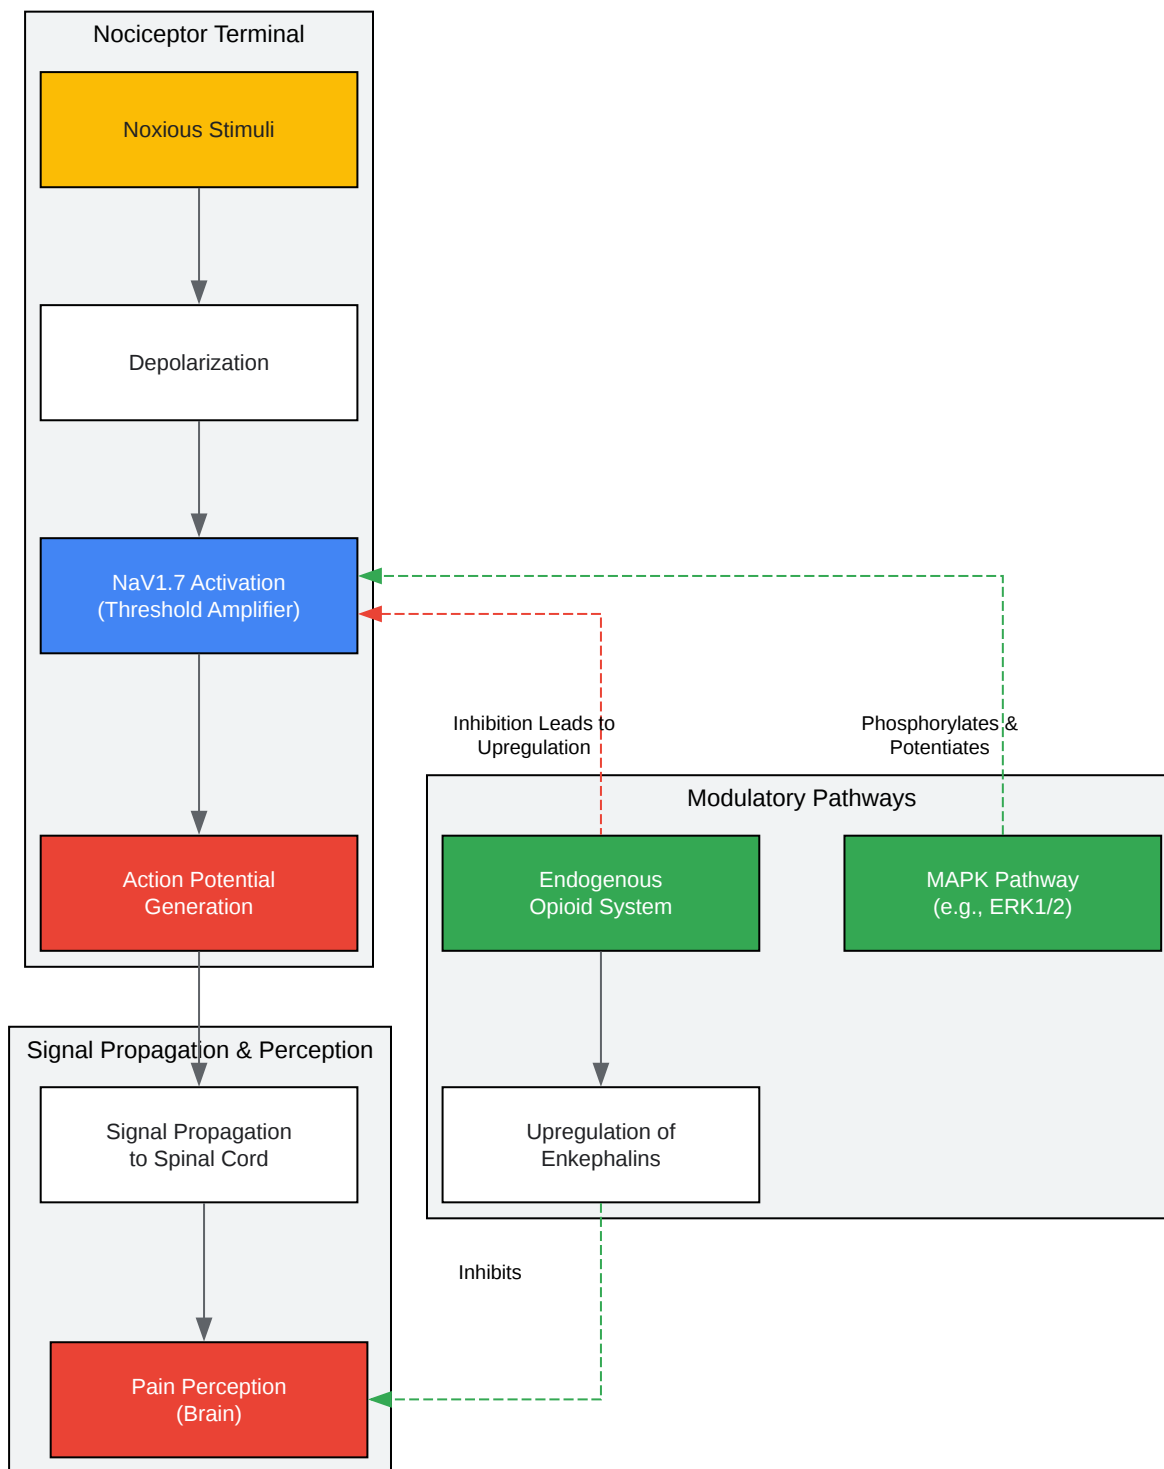 Nociceptor Terminal
Noxious Stimuli
Depolarization
NaV1.7 Activation
(Threshold Amplifier)
Inhibition Leads to
Upregulation
Phosphorylates &
Potentiates
Modulatory Pathways
Action Potential
Generation
Endogenous
Opioid System
MAPK Pathway
(e.g., ERK1/2)
Signal Propagation & Perception
Signal Propagation
to Spinal Cord
Upregulation of
Enkephalins
Inhibits
Pain Perception
(Brain)